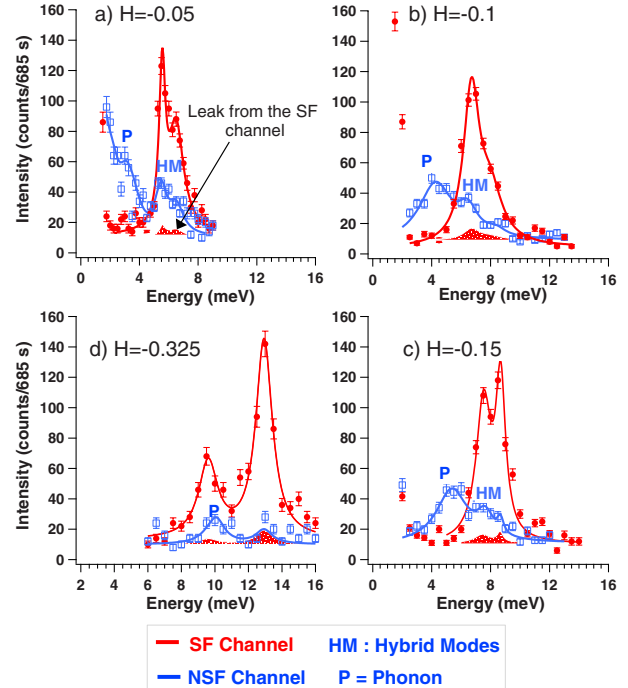 a) H=-0.05
b) H=-0.1
160
140
120
100
80
60
40
20
0
Intensity (counts/685 s)
P
HM
Leak from the SF
channel
0 4 8 12 16
Energy (meV)
160
140
120
100
80
60
40
20
0
P
HM
0 4 8 12 16
Energy (meV)
d) H=-0.325
c) H=-0.15
160
140
120
100
80
60
40
20
0
Intensity (counts/685 s)
P
2 4 6 8 10 12 14 16
Energy (meV)
160
140
120
100
80
60
40
20
0
P
HM
0 4 8 12 16
Energy (meV)
SF Channel HM : Hybrid Modes
NSF Channel P = Phonon